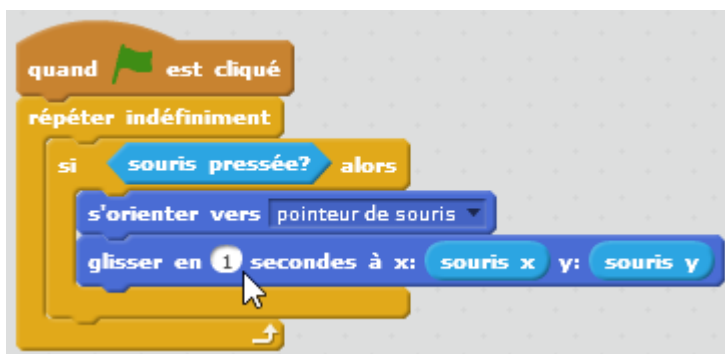 quand est cliqué
répéter indéfiniment
si souris pressée? alors
s'orienter vers pointeur de souris
glisser en 1 secondes à x: souris x y: souris y